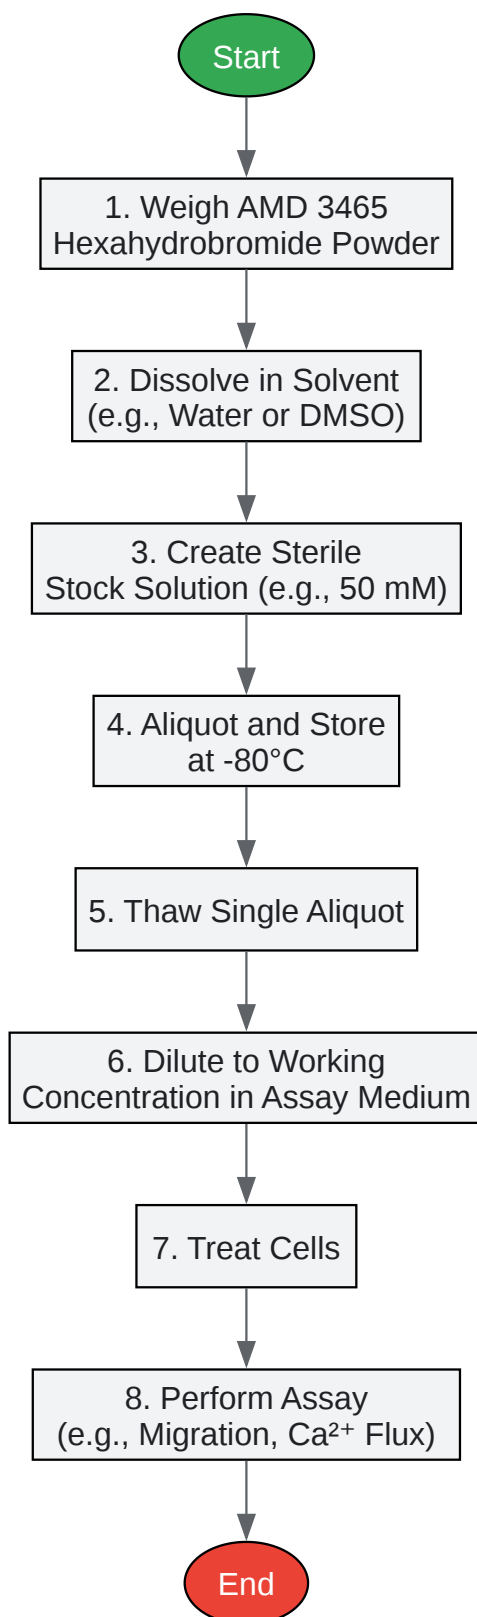 Start
1. Weigh AMD 3465
Hexahydrobromide Powder
2. Dissolve in Solvent
(e.g., Water or DMSO)
3. Create Sterile
Stock Solution (e.g., 50 mM)
4. Aliquot and Store
at -80°C
5. Thaw Single Aliquot
6. Dilute to Working
Concentration in Assay Medium
7. Treat Cells
8. Perform Assay
(e.g., Migration, Ca²⁺ Flux)
End